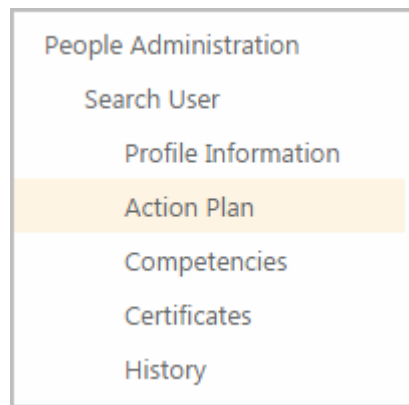 People Administration
Search User
Profile Information
Action Plan
Competencies
Certificates
History